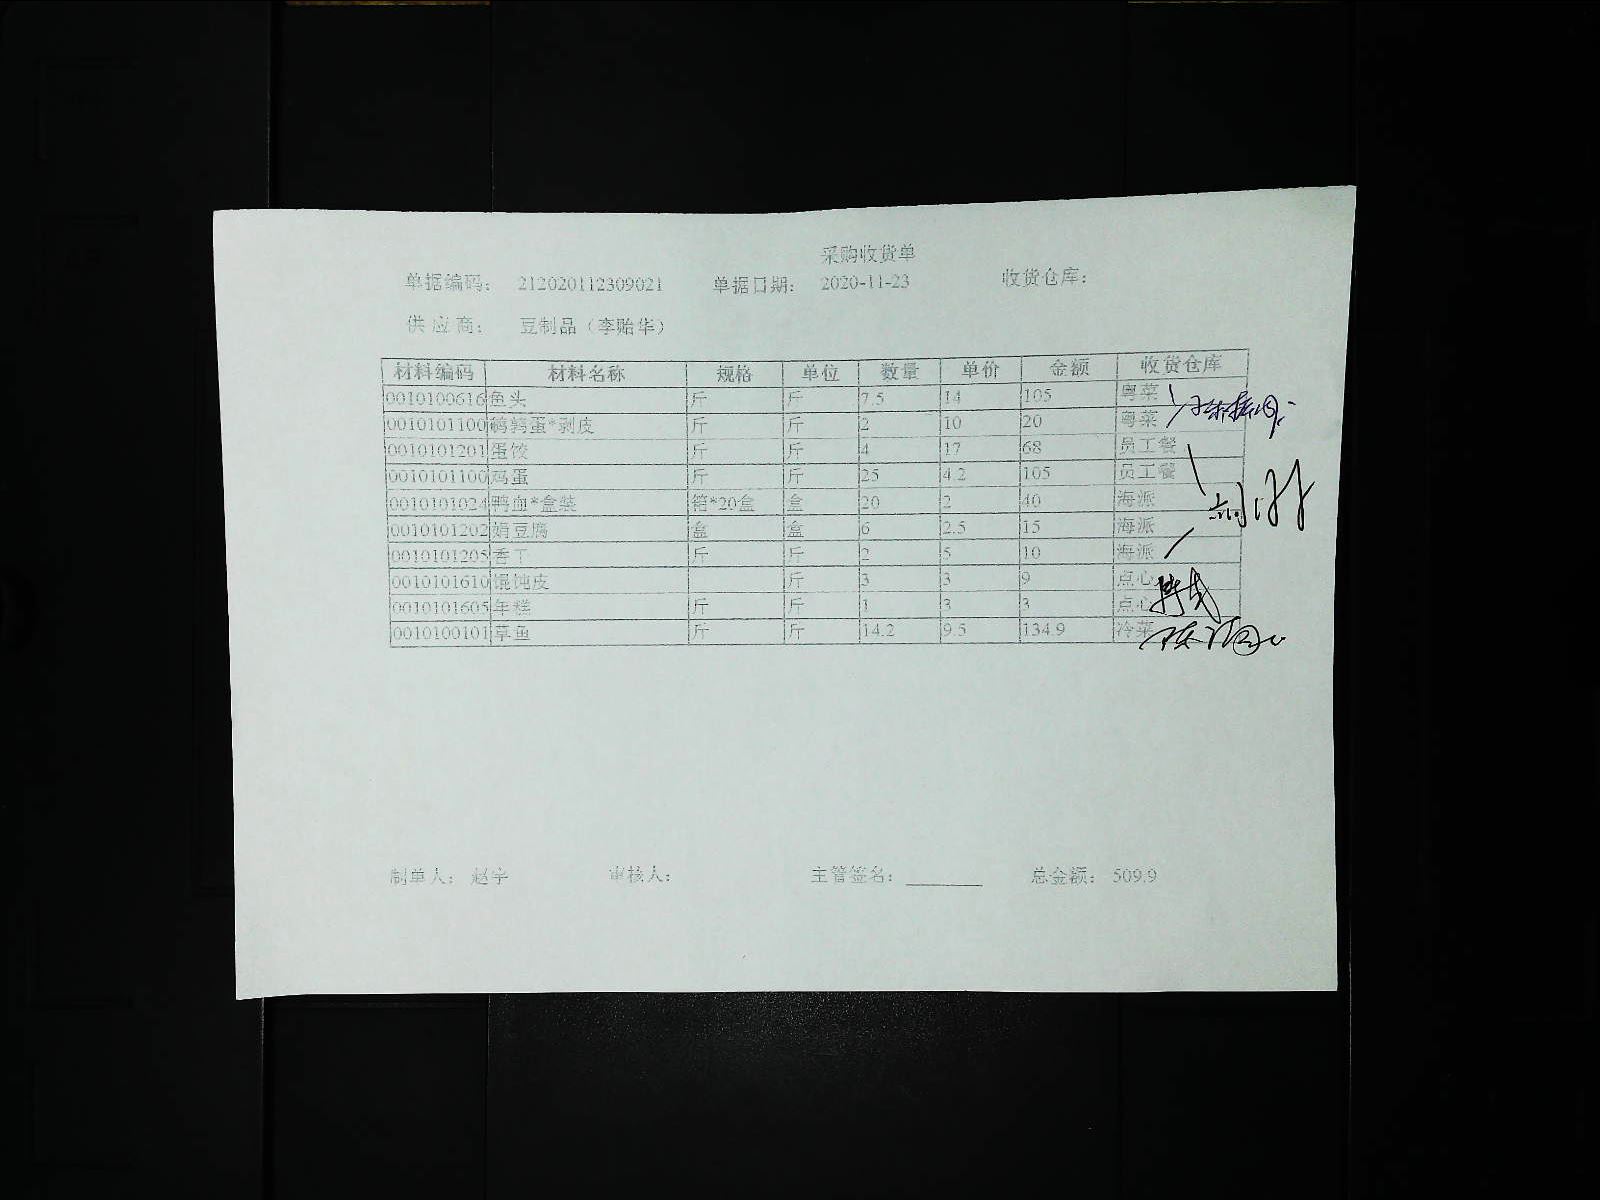 采购收货单
单据编码： 212020112309021 单据日期： 2020-11-23 收货仓库：
供 应 商： 豆制品（李贻华）
材料编码 材料名称 规格 单位 数量 单价 金额 收货仓库
0010100616 鱼头 斤 斤 7.5 14 105 粤菜
0010101100 鹌鹑蛋*剥皮 斤 斤 2 10 20 粤菜
0010101201 蛋饺 斤 斤 4 17 68 员工餐
0010101100 鸡蛋 斤 斤 25 4.2 105 员工餐
0010101024 鸭血*盒装 箱*20盒 盒 20 2 40 海派
0010101202 绢豆腐 盒 盒 6 2.5 15 海派
0010101205 香干 斤 斤 2 5 10 海派
0010101610 馄饨皮 斤 3 3 9 点心
0010101605 年糕 斤 斤 1 3 3 点心
0010100101 草鱼 斤 斤 14.2 9.5 134.9 冷菜
制单人： 赵宇 审核人： 主管签名： 总金额： 509.9